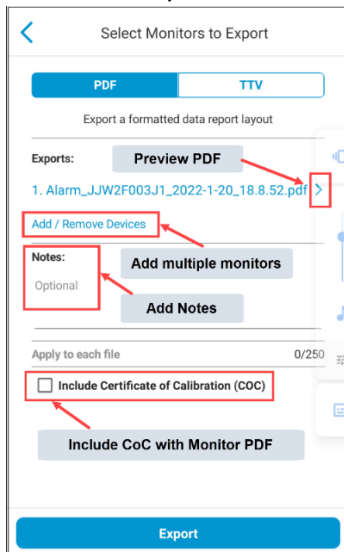 Select Monitors to Export
PDF
TTV
Export a formatted data report layout
Exports:
Preview PDF
1. Alarm_JJW2F003J1_2022-1-20_18.8.52.pdf
Add / Remove Devices
Notes:
Add multiple monitors
Optional
Add Notes
Apply to each file
0/250
Include Certificate of Calibration (COC)
Include CoC with Monitor PDF
Export